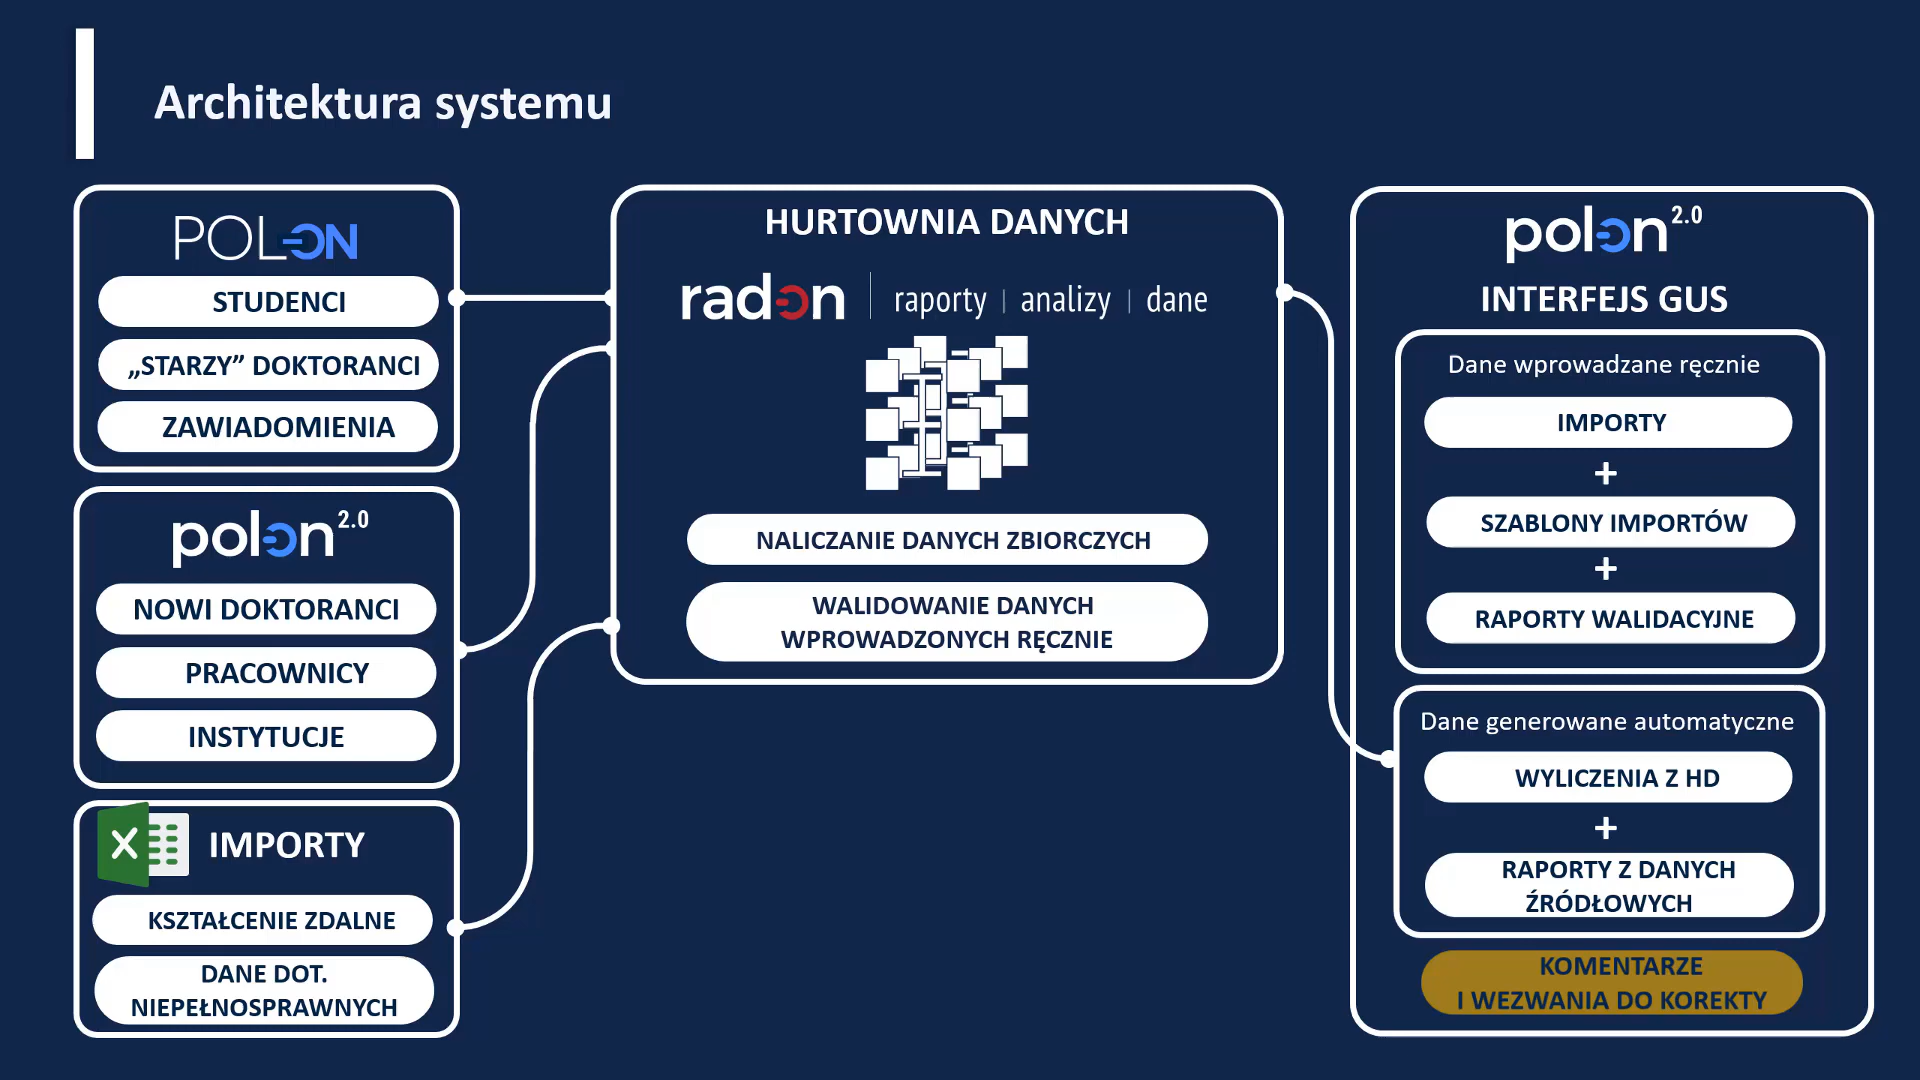 Architektura systemu
POLON
STUDENCI
„STARZY” DOKTORANCI
ZAWIADOMIENIA
polon 2.0
NOWI DOKTORANCI
PRACOWNICY
INSTYTUCJE
X
IMPORTY
KSZTAŁCENIE ZDALNE
DANE DOT.
NIEPEŁNOSPRAWNYCH
HURTOWNIA DANYCH
radon | raporty | analizy | dane
NALICZANIE DANYCH ZBIORCZYCH
WALIDOWANIE DANYCH
WPROWADZONYCH RĘCZNIE
polon 2.0
INTERFEJS GUS
Dane wprowadzane ręcznie
IMPORTY
+
SZABLONY IMPORTÓW
+
RAPORTY WALIDACYJNE
Dane generowane automatyczne
WYLICZENIA Z HD
+
RAPORTY Z DANYCH
ŹRÓDŁOWYCH
KOMENTARZE
I WEZWANIA DO KOREKTY